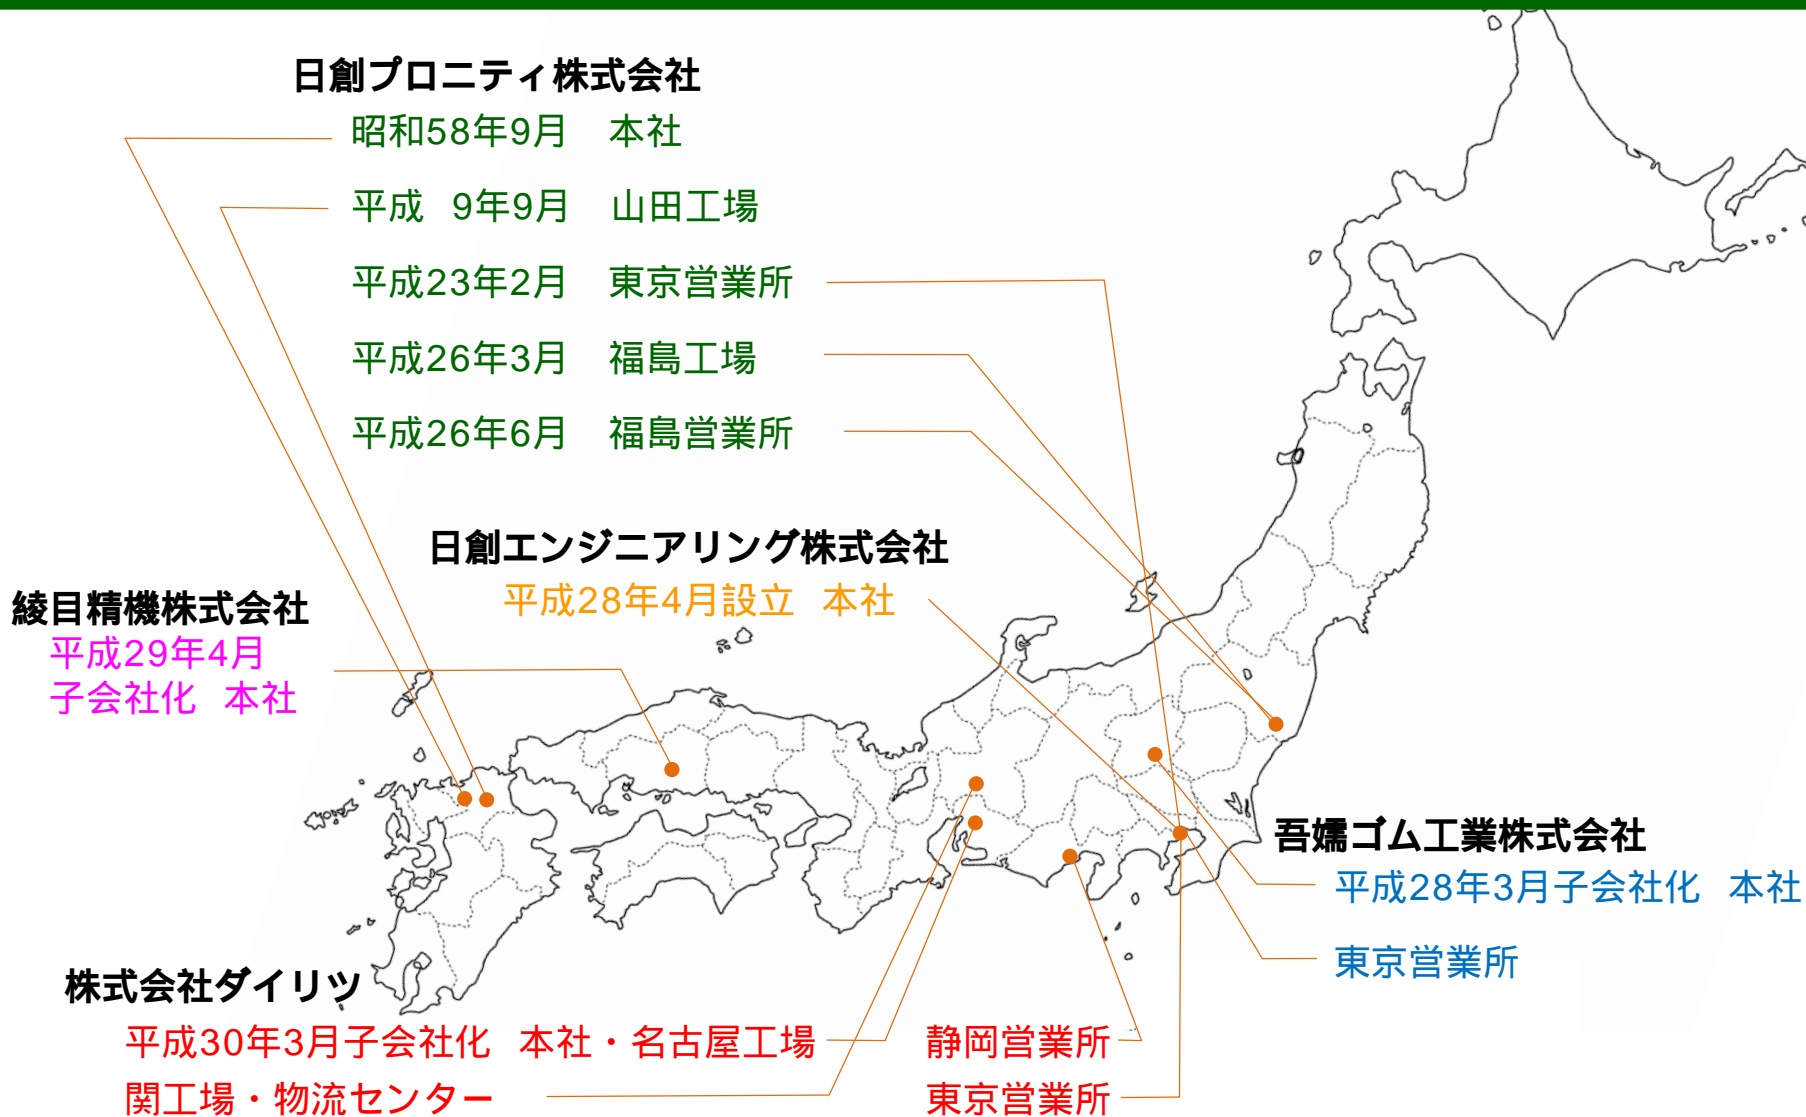 日創プロニティ株式会社
昭和58年9月　本社
平成 9年9月　山田工場
平成23年2月　東京営業所
平成26年3月　福島工場
平成26年6月　福島営業所
日創エンジニアリング株式会社
平成28年4月設立　本社
綾目精機株式会社
平成29年4月
子会社化　本社
吾嬬ゴム工業株式会社
平成28年3月子会社化　本社
東京営業所
株式会社ダイリツ
平成30年3月子会社化　本社・名古屋工場
関工場・物流センター
静岡営業所
東京営業所